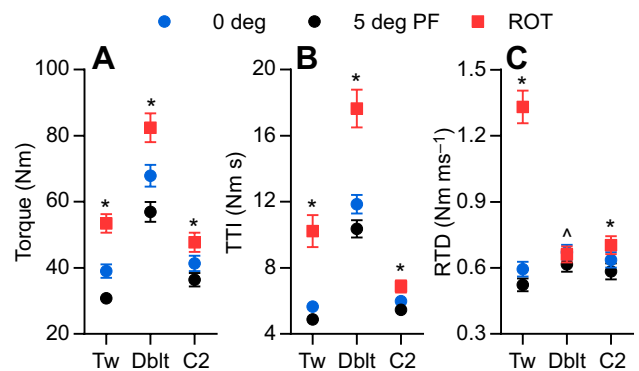 0 deg 5 deg PF ROT
A B C
Torque (Nm)
100
80
60
40
20
* * *
Tw Dblt C2
TTI (Nm s)
20
16
12
8
4
* * *
Tw Dblt C2
RTD (Nm ms⁻¹)
1.5
1.2
0.9
0.6
0.3
* ^ *
Tw Dblt C2